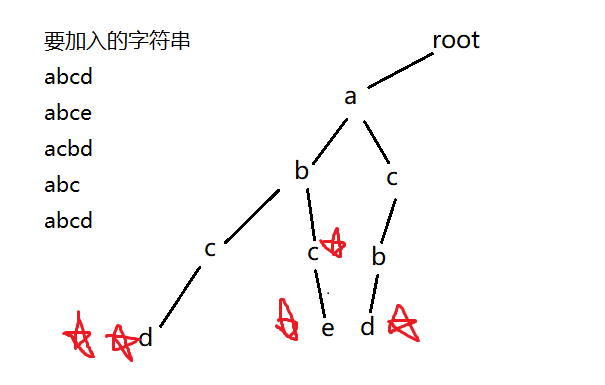 要加入的字符串
abcd
abce
acbd
abc
abcd
root
a
b c
c c b
d e d